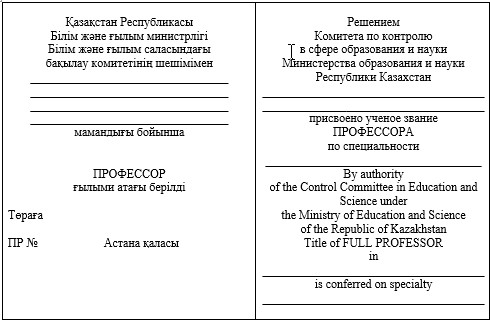 Қазақстан Республикасы
Білім және ғылым министрлігі
Білім және ғылым саласындағы
бақылау комитетінің шешімімен
мамандығы бойынша
ПРОФЕССОР
ғылыми атағы берілді
Төраға
ПР № Астана қаласы
Решением
Комитета по контролю
в сфере образования и науки
Министерства образования и науки
Республики Казахстан
присвоено ученое звание
ПРОФЕССОРА
по специальности
By authority
of the Control Committee in Education and
Science under
the Ministry of Education and Science
of the Republic of Kazakhstan
Title of FULL PROFESSOR
in
is conferred on specialty